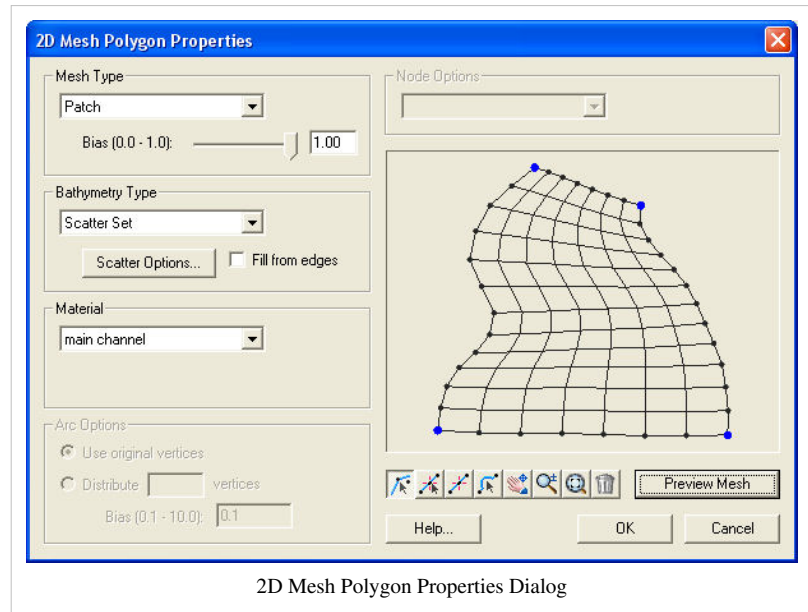 2D Mesh Polygon Properties
Mesh Type
Patch
Bias (0.0 - 1.0):
1.00
Bathymetry Type
Scatter Set
Scatter Options...
Fill from edges
Material
main channel
Arc Options
Use original vertices
Distribute
vertices
Bias (0.1 - 10.0):
0.1
Node Options
Preview Mesh
Help...
OK
Cancel
2D Mesh Polygon Properties Dialog